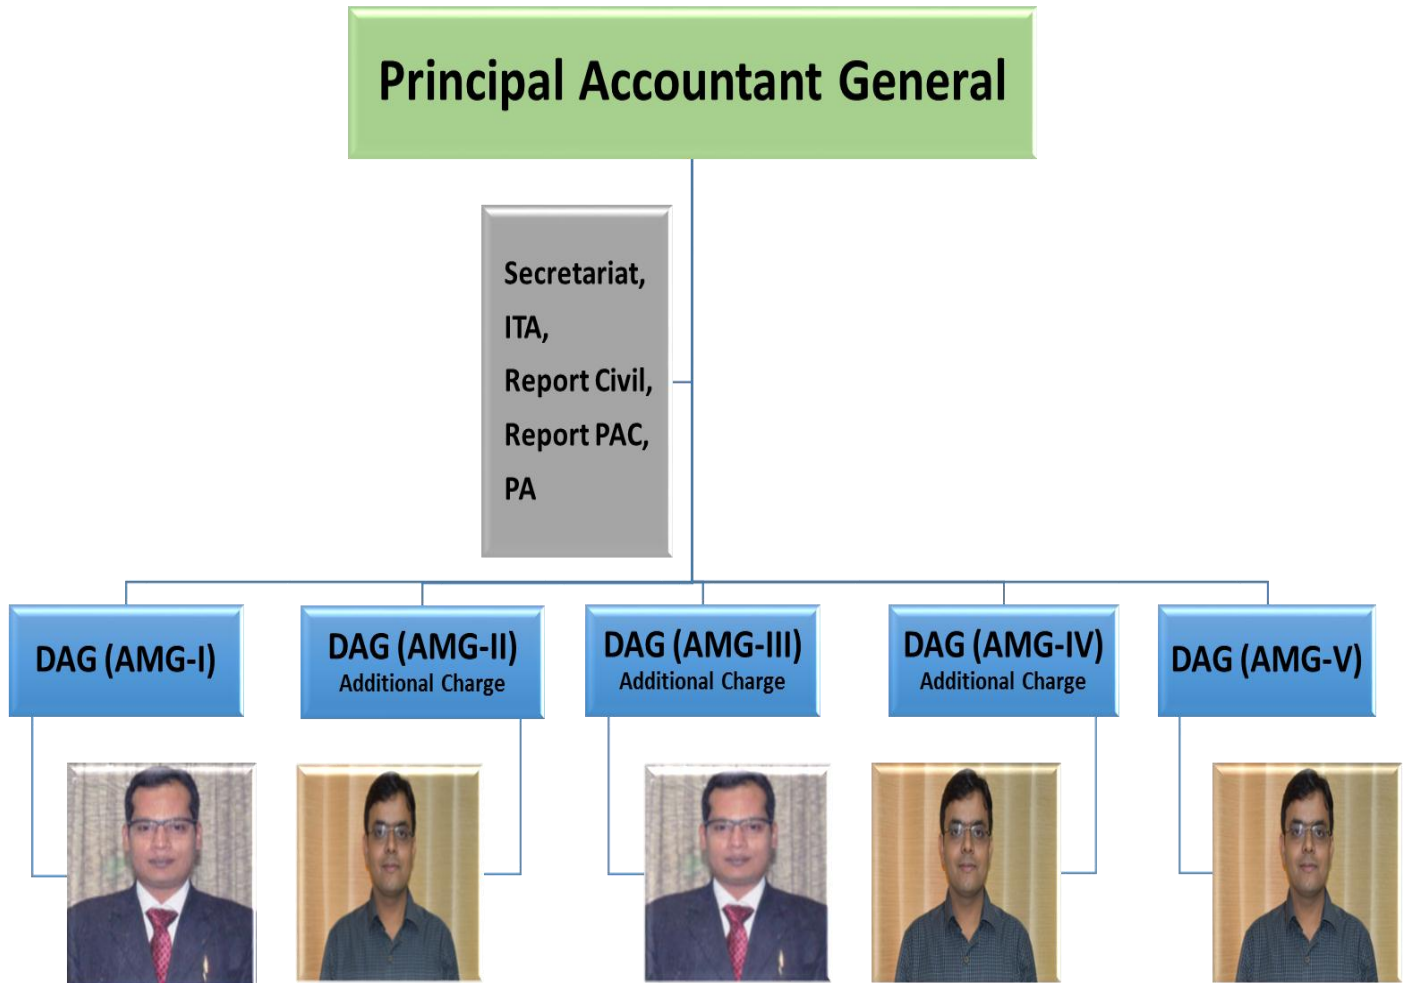 Principal Accountant General
Secretariat,
ITA,
Report Civil,
Report PAC,
PA
DAG (AMG-I)
DAG (AMG-II)
Additional Charge
DAG (AMG-III)
Additional Charge
DAG (AMG-IV)
Additional Charge
DAG (AMG-V)